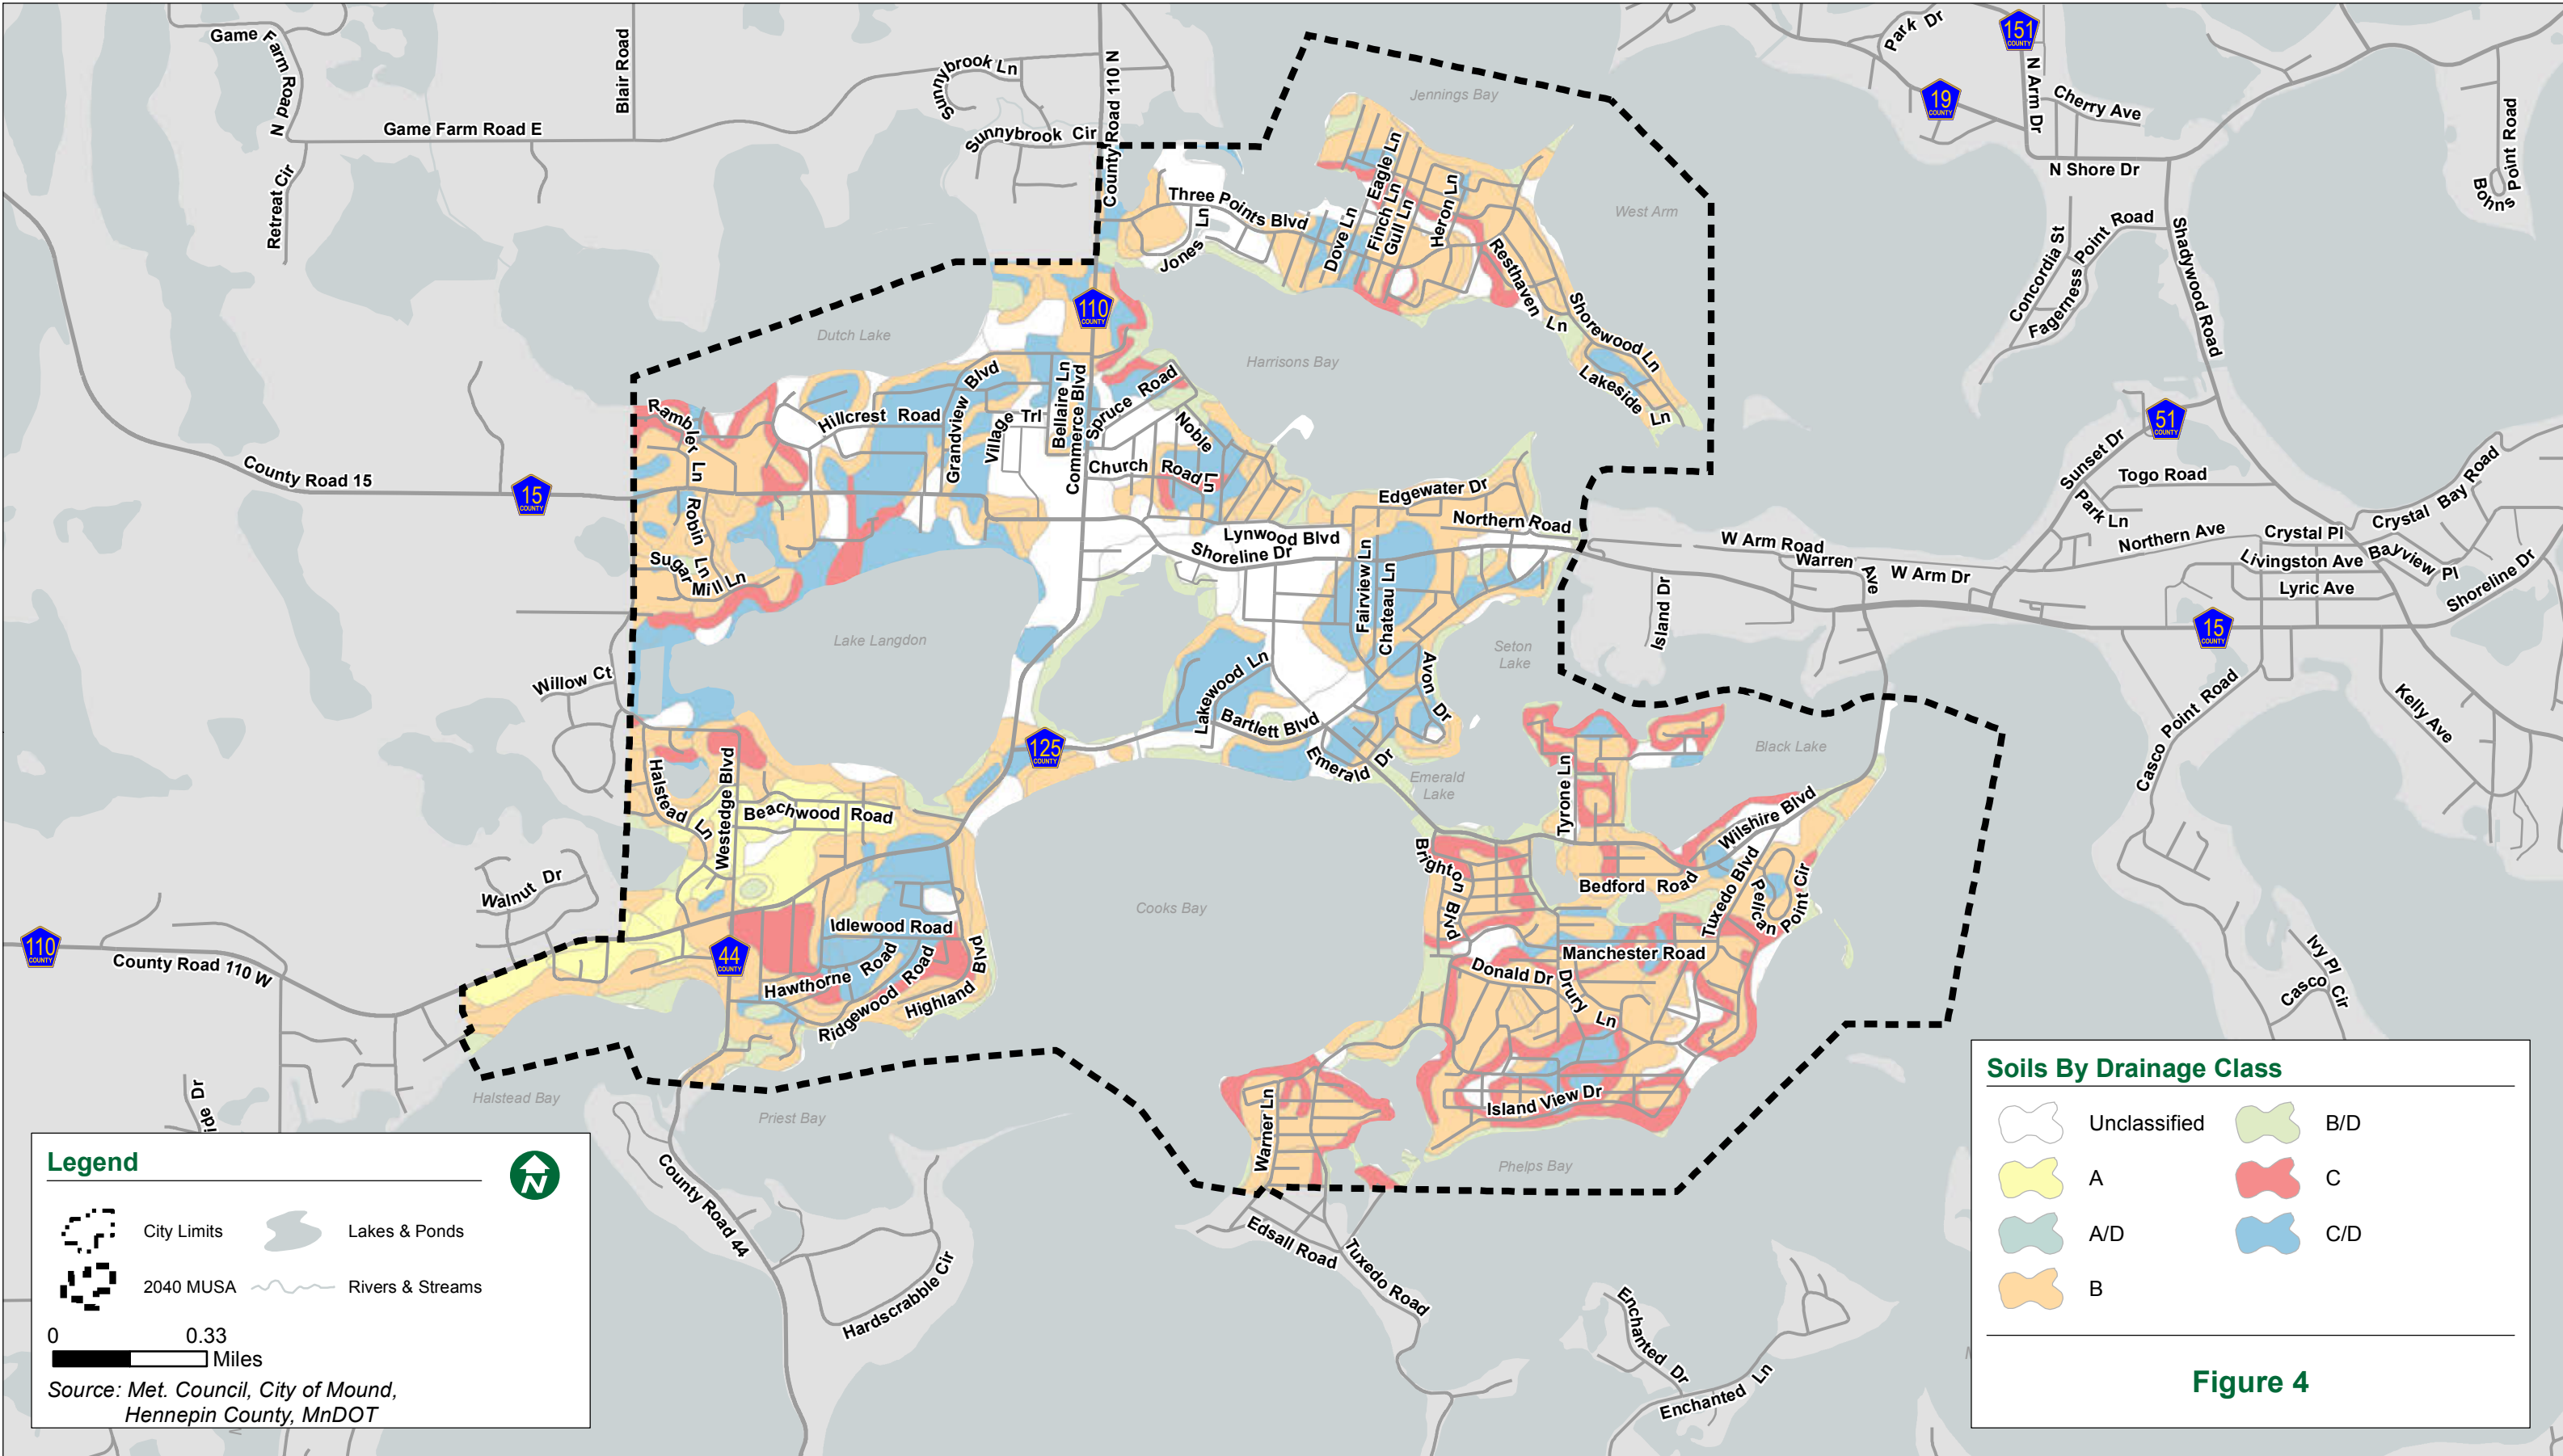 Game Farm Road N
Blair Road
Sunnybrook Ln
County Road 110 N
Jennings Bay
Park Dr
151
COUNTY
19
COUNTY
N Arm Dr
Cherry Ave
Bohns Point Road
Game Farm Road E
Sunnybrook Cir
N Shore Dr
Retreat Cir
Three Points Blvd
Jones Ln
Eagle Ln
Finch Ln
Gull Ln
Dove Ln
Heron Ln
West Arm
Concordia St
Fagerness Point Road
Shadywood Road
Resthaven Ln
Shorewood Ln
Lakeside Ln
110
COUNTY
Dutch Lake
Harrisons Bay
Rambler Ln
Hillcrest Road
Grandview Blvd
Village Trl
Bellaire Ln
Commerce Blvd
Spruce Road
Noble Ln
Church Road
County Road 15
15
COUNTY
51
COUNTY
Sunset Dr
Togo Road
Park Ln
Northern Ave
Crystal Pl
Crystal Bay Road
Livingston Ave
Bayview Pl
Lyric Ave
Shoreline Dr
Edgewater Dr
Northern Road
Lynwood Blvd
Shoreline Dr
W Arm Road
Warren Ave
W Arm Dr
Island Dr
15
COUNTY
Robin Ln
Sugar Mill Ln
Fairview Ln
Chateau Ln
Lake Langdon
Seton
Lake
Avon Dr
Willow Ct
Lakewood Ln
Bartlett Blvd
Emerald Dr
125
COUNTY
Emerald
Lake
Black Lake
Casco Point Road
Kelly Ave
Halstead Ln
Westedge Blvd
Beachwood Road
Tyrone Ln
Wilshire Blvd
Brighton Blvd
Bedford Road
Tuxedo Blvd
Pelican Point Cir
Walnut Dr
Cooks Bay
110
COUNTY
County Road 110 W
44
COUNTY
Idlewood Road
Hawthorne Road
Ridgewood Road
Highland Blvd
Manchester Road
Donald Dr
Drury Ln
Ivy Pl
Casco Cir
Island View Dr
Warner Ln
Halstead Bay
Priest Bay
Phelps Bay
ipe Dr
County Road 44
Hardscrabble Cir
Edsall Road
Tuxedo Road
Enchanted Dr
Enchanted Ln
Legend
N
City Limits
Lakes & Ponds
2040 MUSA
Rivers & Streams
0 0.33
Miles
Source: Met. Council, City of Mound,
Hennepin County, MnDOT
Soils By Drainage Class
Unclassified
B/D
A
C
A/D
C/D
B
Figure 4